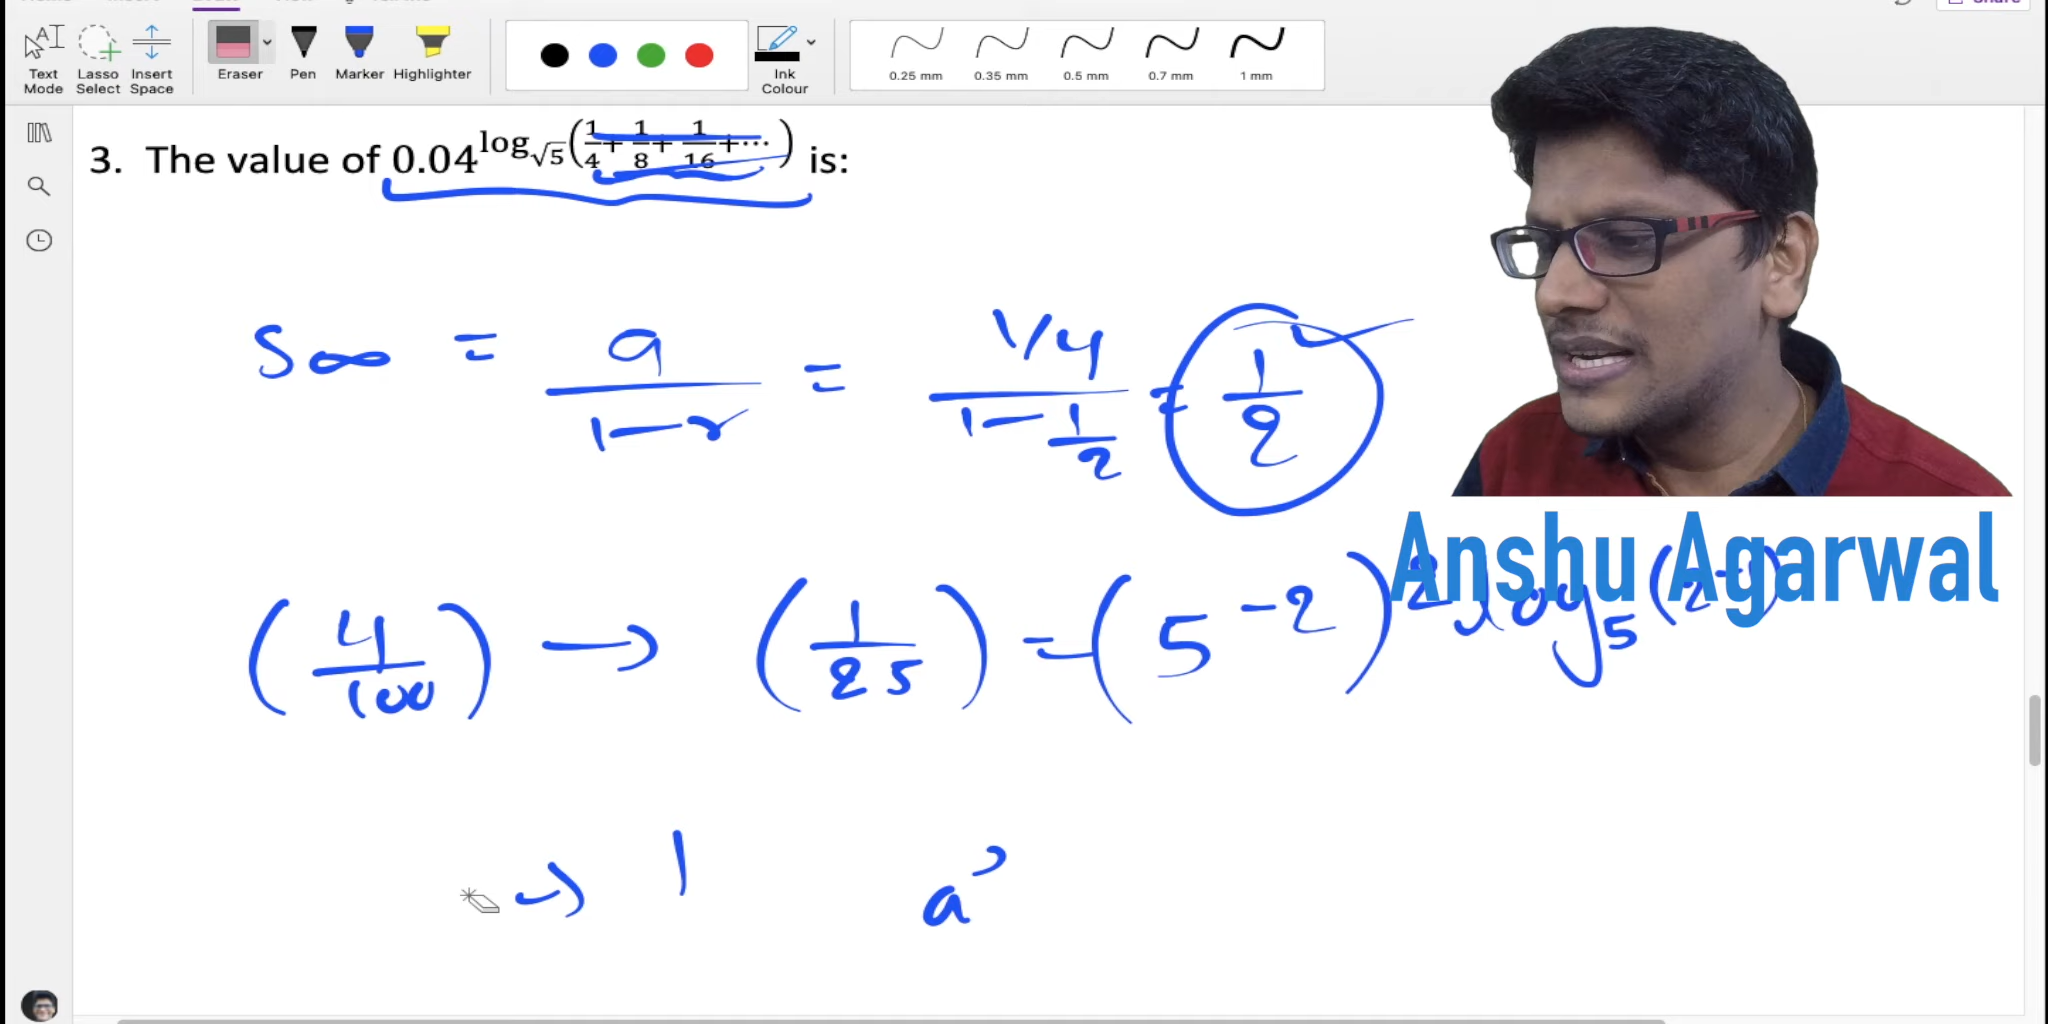 Text Mode
Lasso Select
Insert Space
Eraser
Pen
Marker
Highlighter
Ink Colour
0.25 mm
0.35 mm
0.5 mm
0.7 mm
1 mm
3. The value of 0.04^log_√5(1/4 + 1/8 + 1/16 + ⋯) is:
S∞ = a/(1-r) = (1/4)/(1-1/2) = 1/2
(4/100) → (1/25) = (5^-2)^2 log_5
Anshu Agarwal
→ 1 a